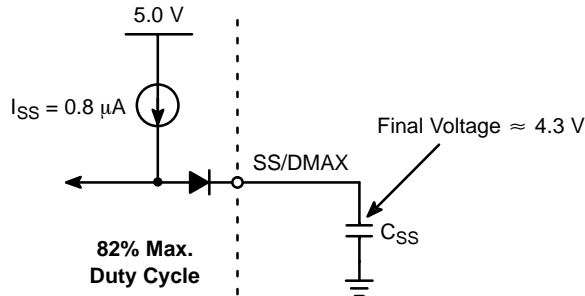 5.0 V
I_SS = 0.8 μA
Final Voltage ≈ 4.3 V
SS/DMAX
C_SS
82% Max.
Duty Cycle